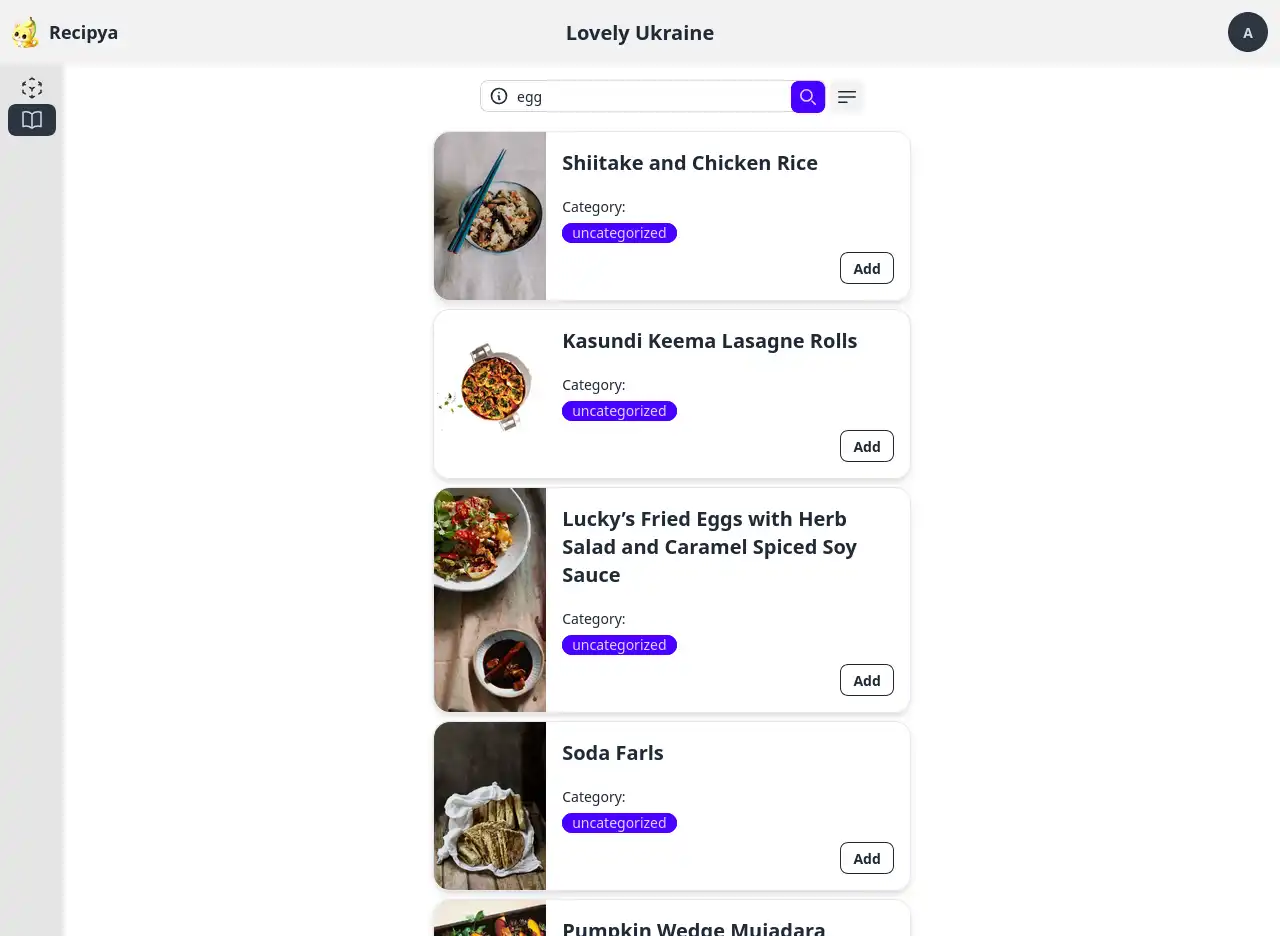 Recipya
Lovely Ukraine
A
egg
Shiitake and Chicken Rice
Category:
uncategorized
Add
Kasundi Keema Lasagne Rolls
Category:
uncategorized
Add
Lucky’s Fried Eggs with Herb
Salad and Caramel Spiced Soy
Sauce
Category:
uncategorized
Add
Soda Farls
Category:
uncategorized
Add
Pumpkin Wedge Mujadara